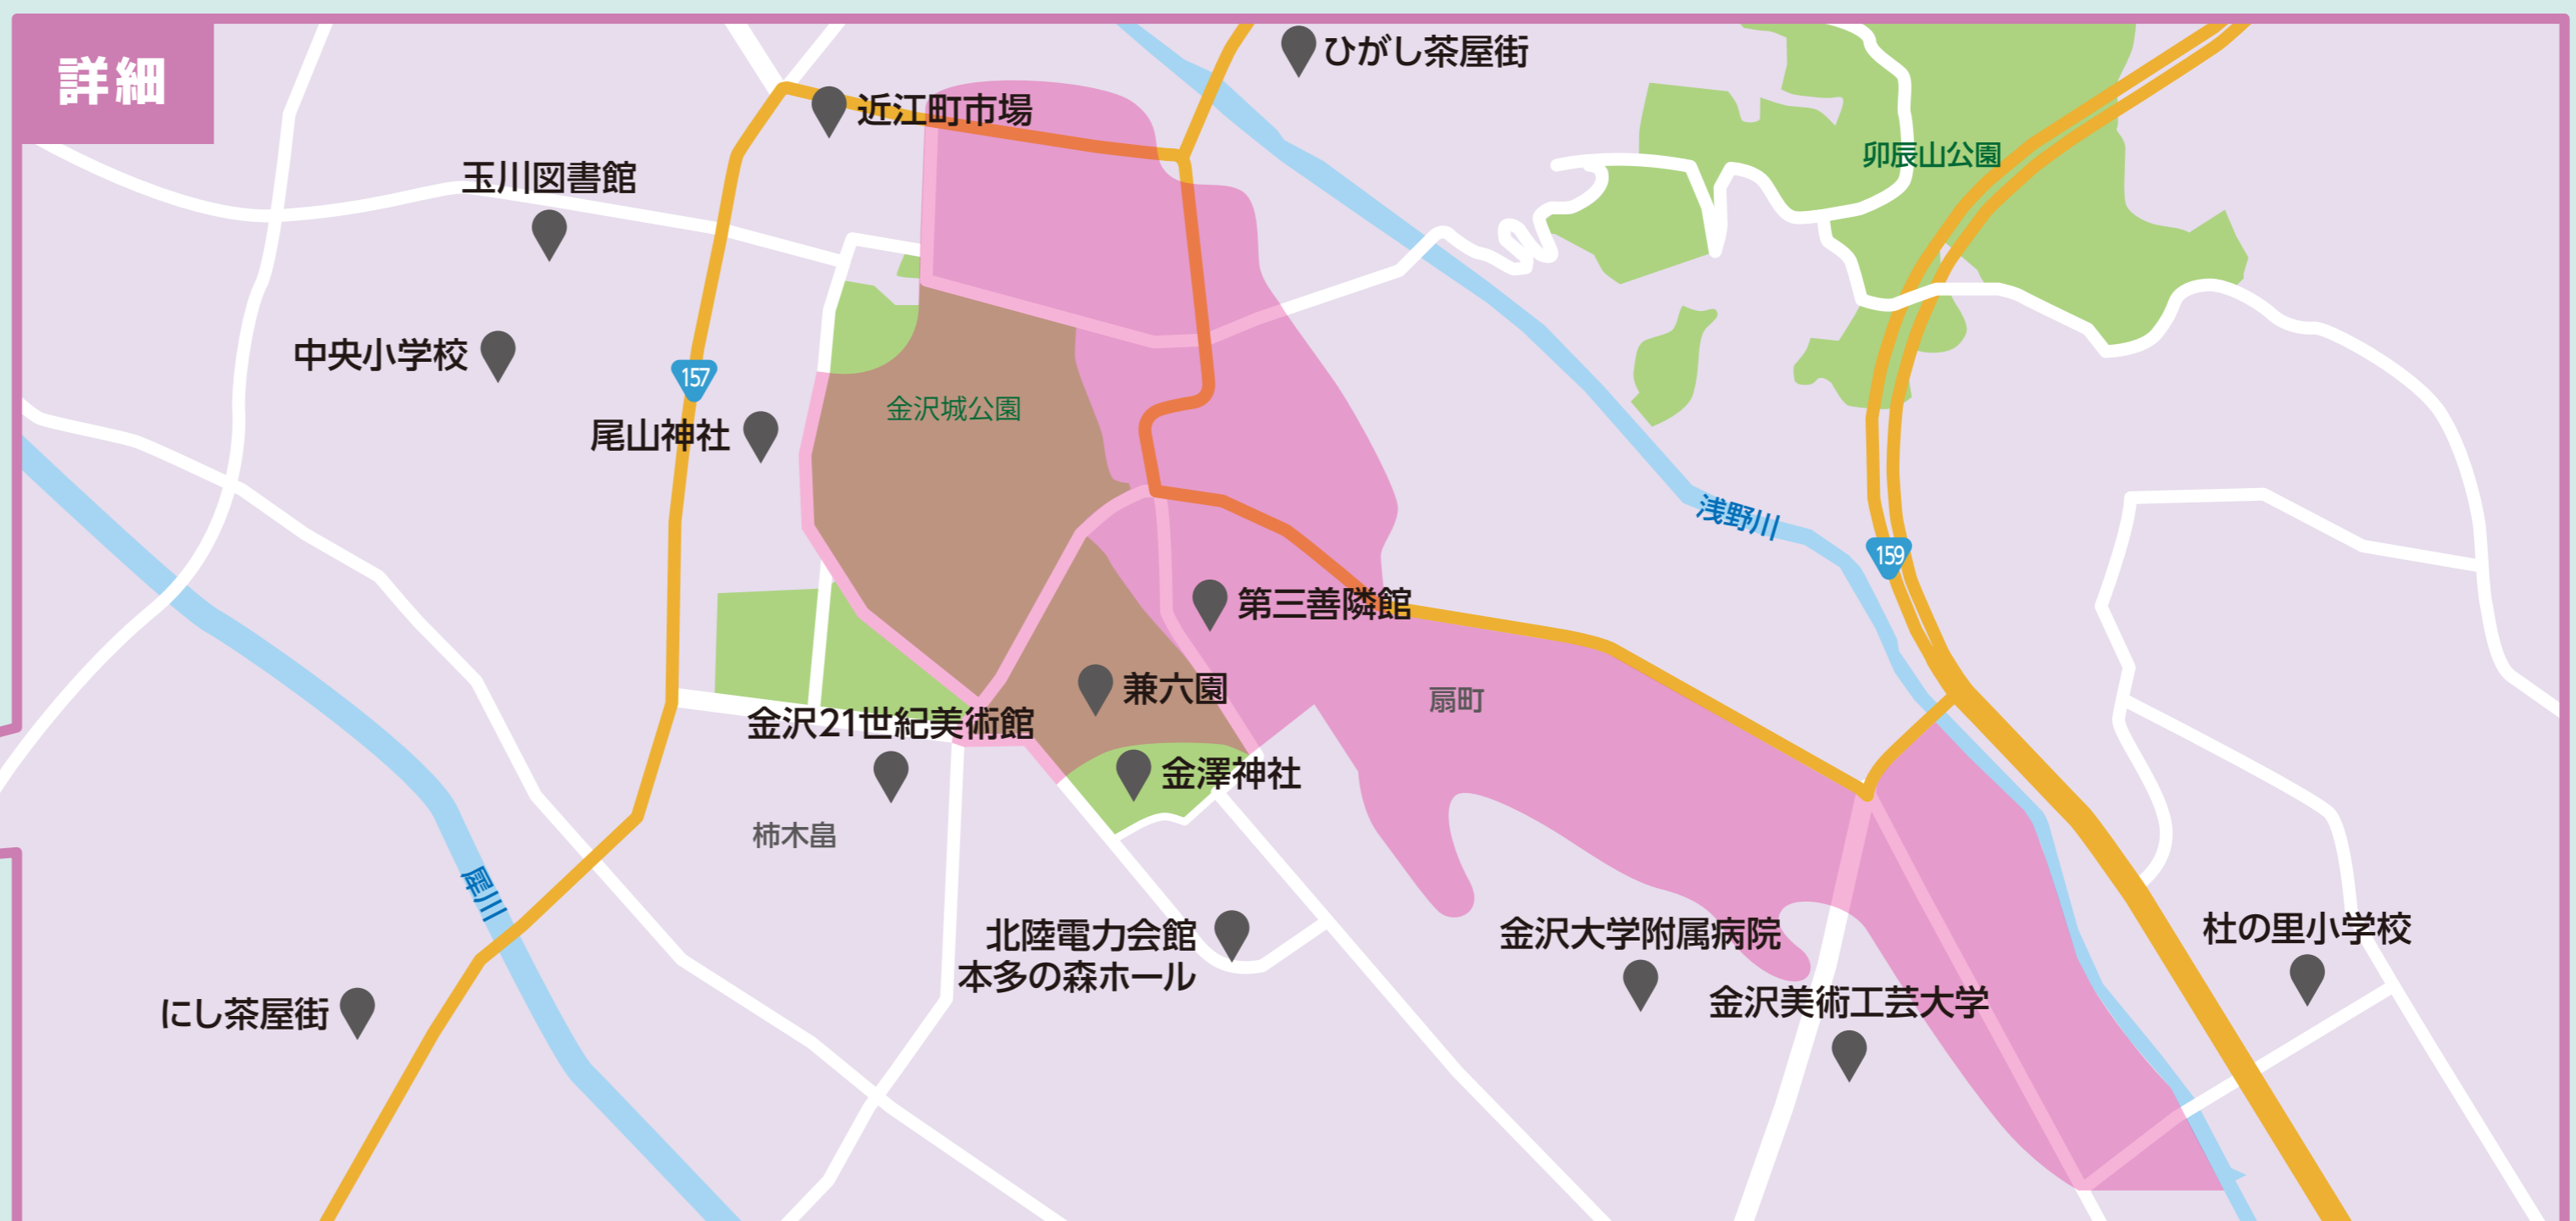 詳細
ひがし茶屋街
近江町市場
卯辰山公園
玉川図書館
中央小学校
157
金沢城公園
尾山神社
浅野川
159
第三善隣館
兼六園
扇町
金沢21世紀美術館
金澤神社
柿木畠
犀川
北陸電力会館
本多の森ホール
金沢大学附属病院
杜の里小学校
金沢美術工芸大学
にし茶屋街